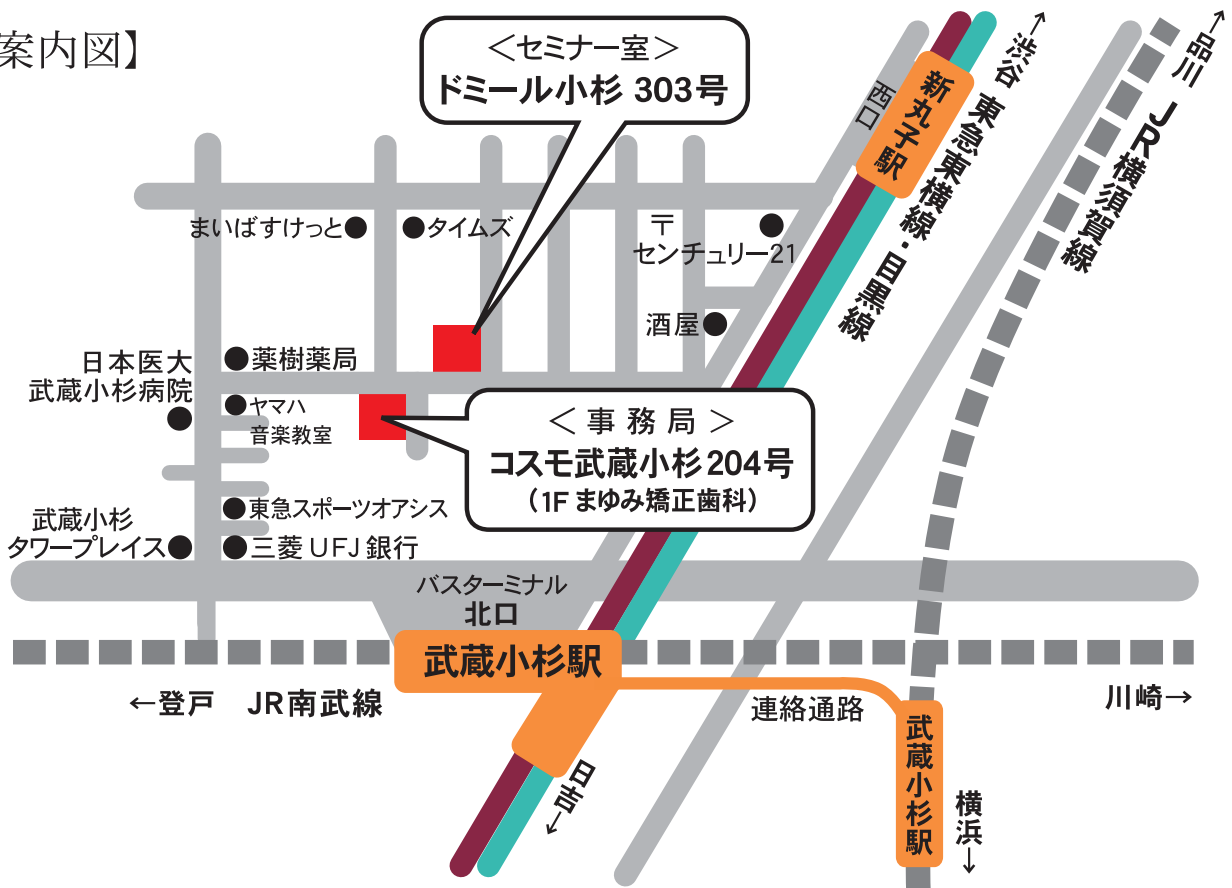 案内図】
＜セミナー室＞
ドミール小杉 303号
西口
新丸子駅
↑渋谷 東急東横線・目黒線
↑品川 JR横須賀線
まいばすけっと
タイムズ
〒
センチュリー21
酒屋
日本医大
武蔵小杉病院
薬樹薬局
ヤマハ
音楽教室
＜事務局＞
コスモ武蔵小杉 204号
（1F まゆみ矯正歯科）
東急スポーツオアシス
武蔵小杉
タワープレイス
三菱UFJ銀行
バスターミナル
北口
武蔵小杉駅
←登戸 JR南武線
連絡通路
川崎→
武蔵小杉駅
日吉←
横浜→